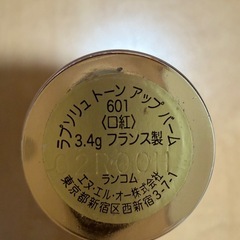 ラプソリュ トーン アップ バーム
601
〈口紅〉
3.4g フランス製
ランコム
エヌ・エル・オー株式会社
東京都新宿区西新宿3-7-1